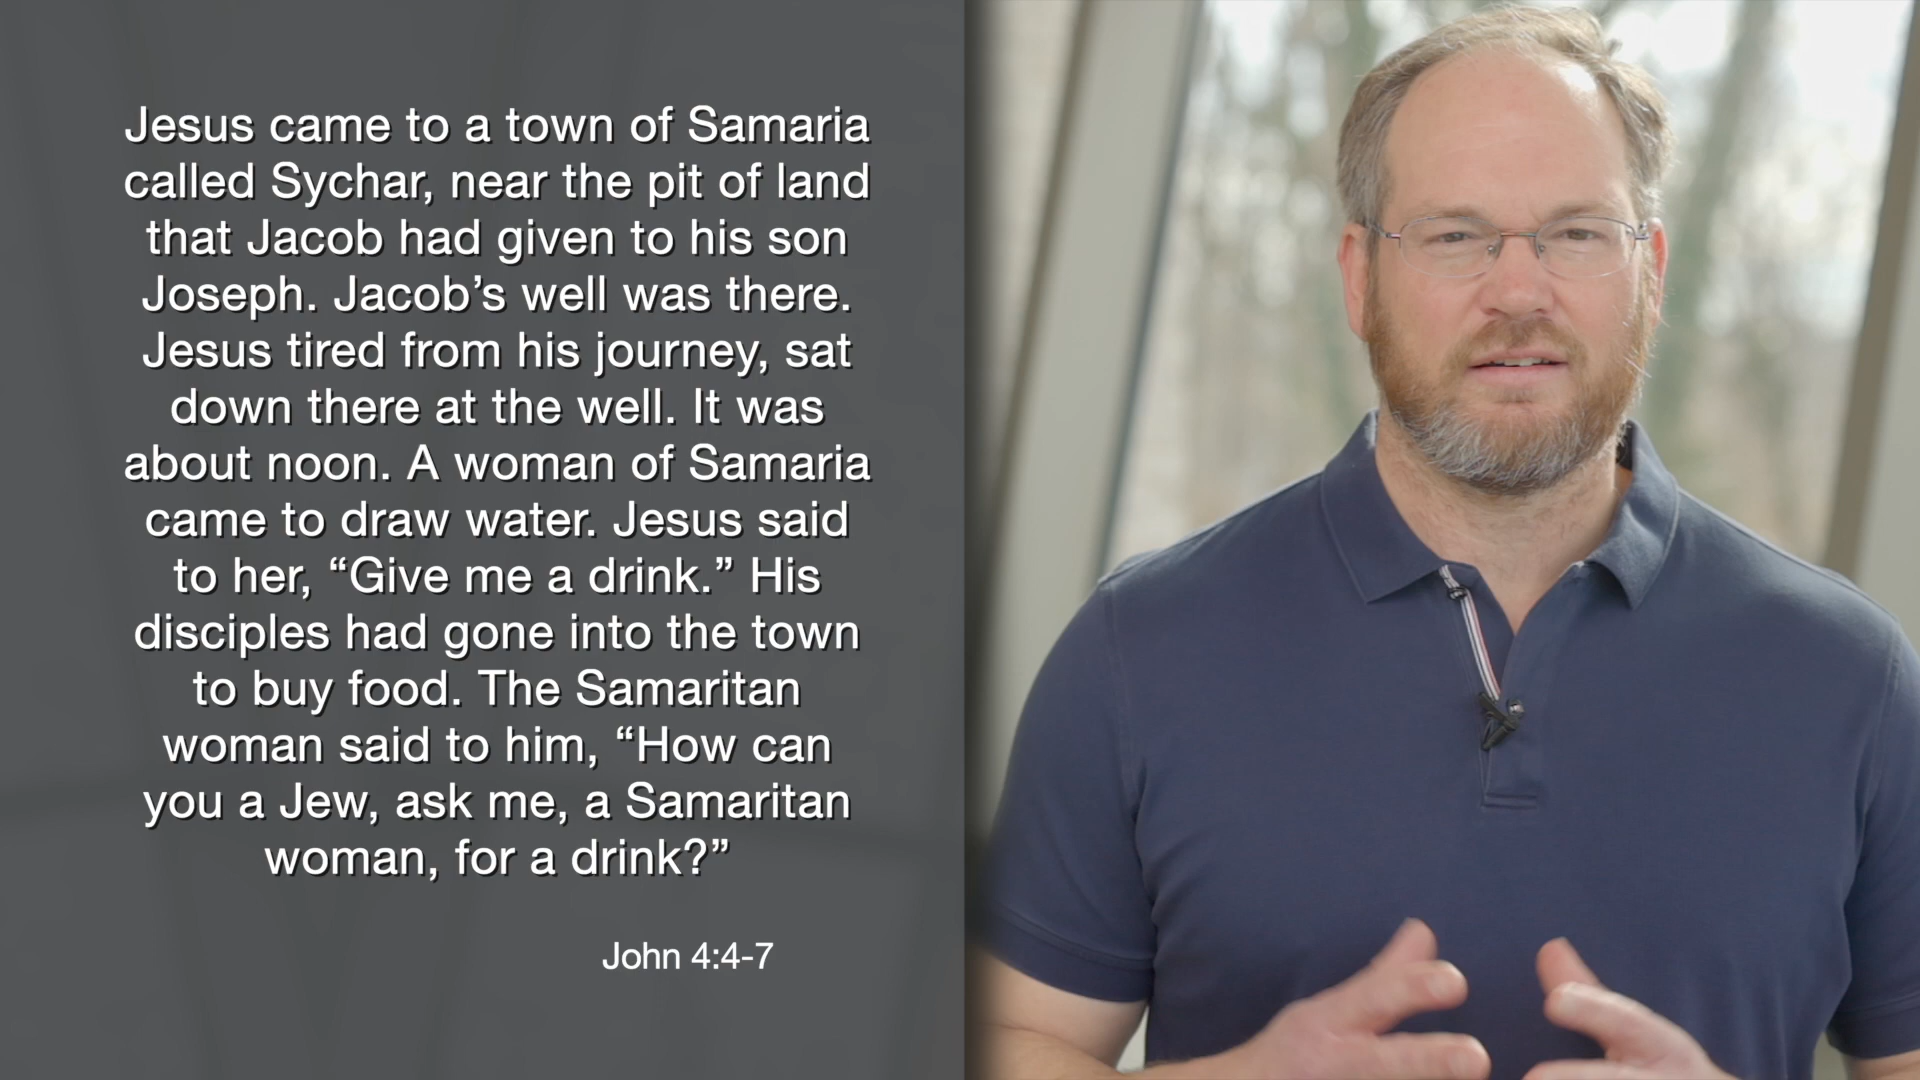 Jesus came to a town of Samaria
called Sychar, near the pit of land
that Jacob had given to his son
Joseph. Jacob’s well was there.
Jesus tired from his journey, sat
down there at the well. It was
about noon. A woman of Samaria
came to draw water. Jesus said
to her, “Give me a drink.” His
disciples had gone into the town
to buy food. The Samaritan
woman said to him, “How can
you a Jew, ask me, a Samaritan
woman, for a drink?”
John 4:4-7